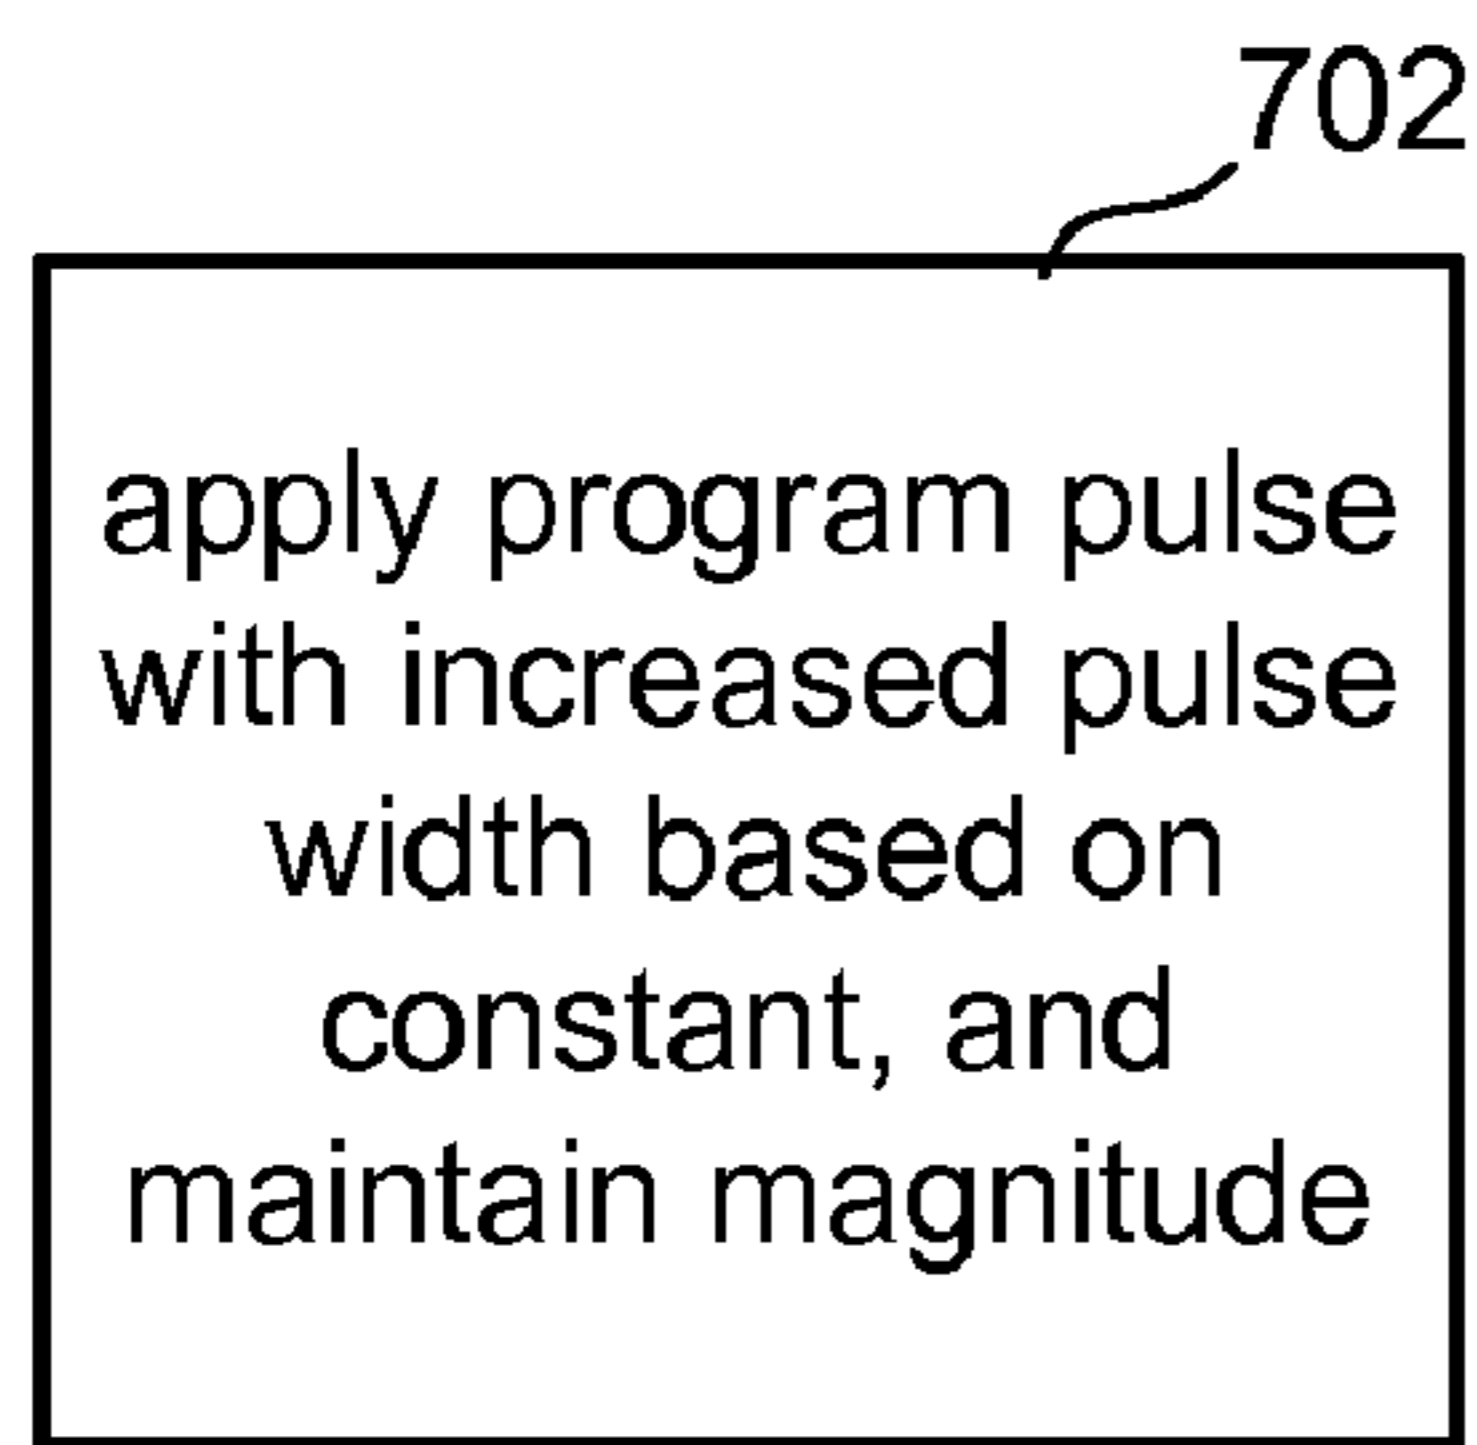 702
apply program pulse
with increased pulse
width based on
constant, and
maintain magnitude